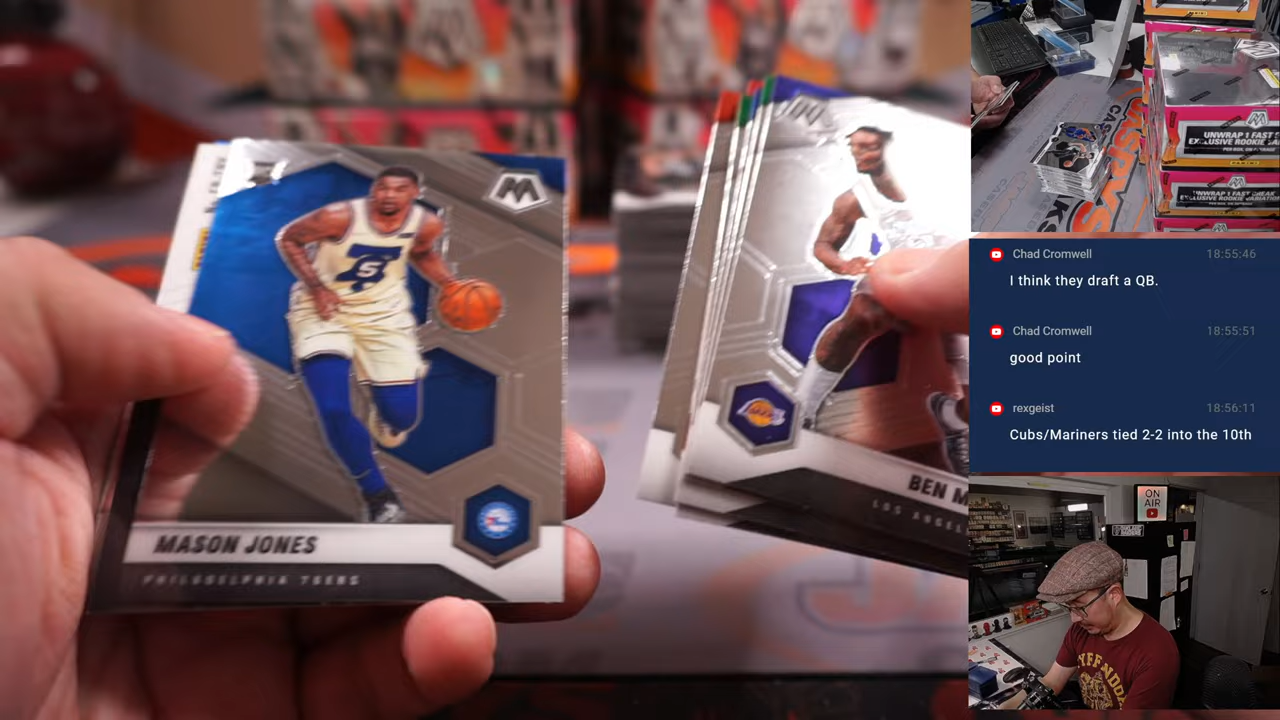 MASON JONES
PHILADELPHIA 76ERS
BEN M
LOS ANGEL
UNWRAP 1 FAST
EXCLUSIVE ROOKIE
Chad Cromwell 18:55:46
I think they draft a QB.
Chad Cromwell 18:55:51
good point
rexgeist 18:56:11
Cubs/Mariners tied 2-2 into the 10th
ON
AIR